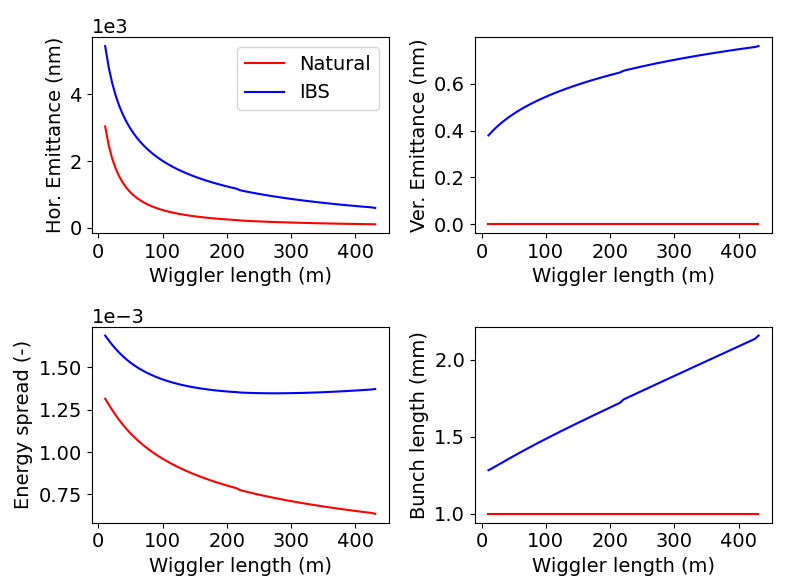 1e3
Hor. Emittance (nm)
4
2
0
Natural
IBS
0 100 200 300 400
Wiggler length (m)
Ver. Emittance (nm)
0.6
0.4
0.2
0.0
0 100 200 300 400
Wiggler length (m)
1e−3
Energy spread (-)
1.50
1.25
1.00
0.75
0 100 200 300 400
Wiggler length (m)
Bunch length (mm)
2.0
1.5
1.0
0 100 200 300 400
Wiggler length (m)